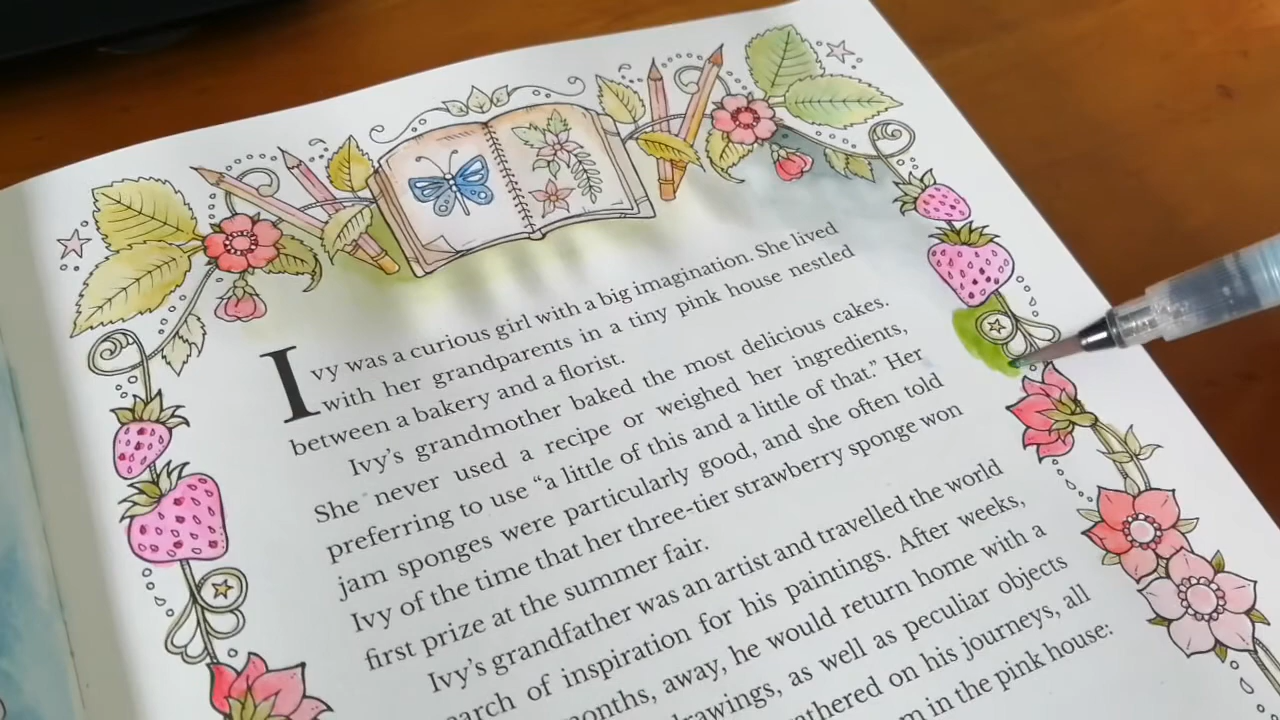 Ivy was a curious girl with a big imagination. She lived
with her grandparents in a tiny pink house nestled
between a bakery and a florist.
Ivy's grandmother baked the most delicious cakes.
She never used a recipe or weighed her ingredients,
preferring to use “a little of this and a little of that.” Her
jam sponges were particularly good, and she often told
Ivy of the time that her three-tier strawberry sponge won
first prize at the summer fair.
Ivy's grandfather was an artist and travelled the world
of inspiration for his paintings. After weeks,
away, he would return home with a
as well as peculiar objects
on his journeys, all
in the pink house: